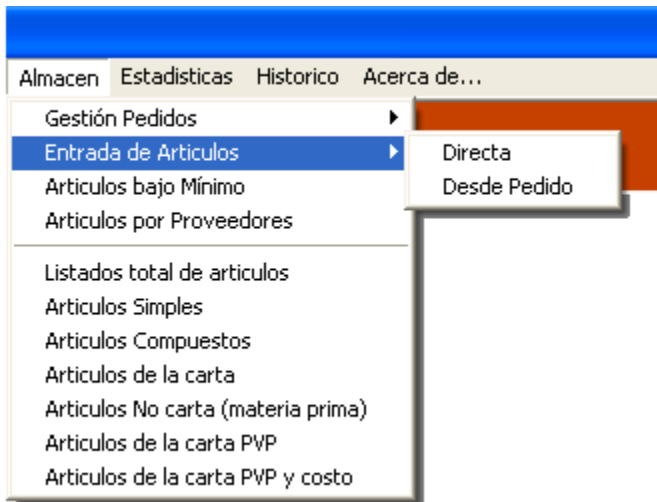 Almacen Estadisticas Historico Acerca de...
Gestión Pedidos
Entrada de Articulos
Directa
Articulos bajo Mínimo
Desde Pedido
Articulos por Proveedores
Listados total de articulos
Articulos Simples
Articulos Compuestos
Articulos de la carta
Articulos No carta (materia prima)
Articulos de la carta PVP
Articulos de la carta PVP y costo